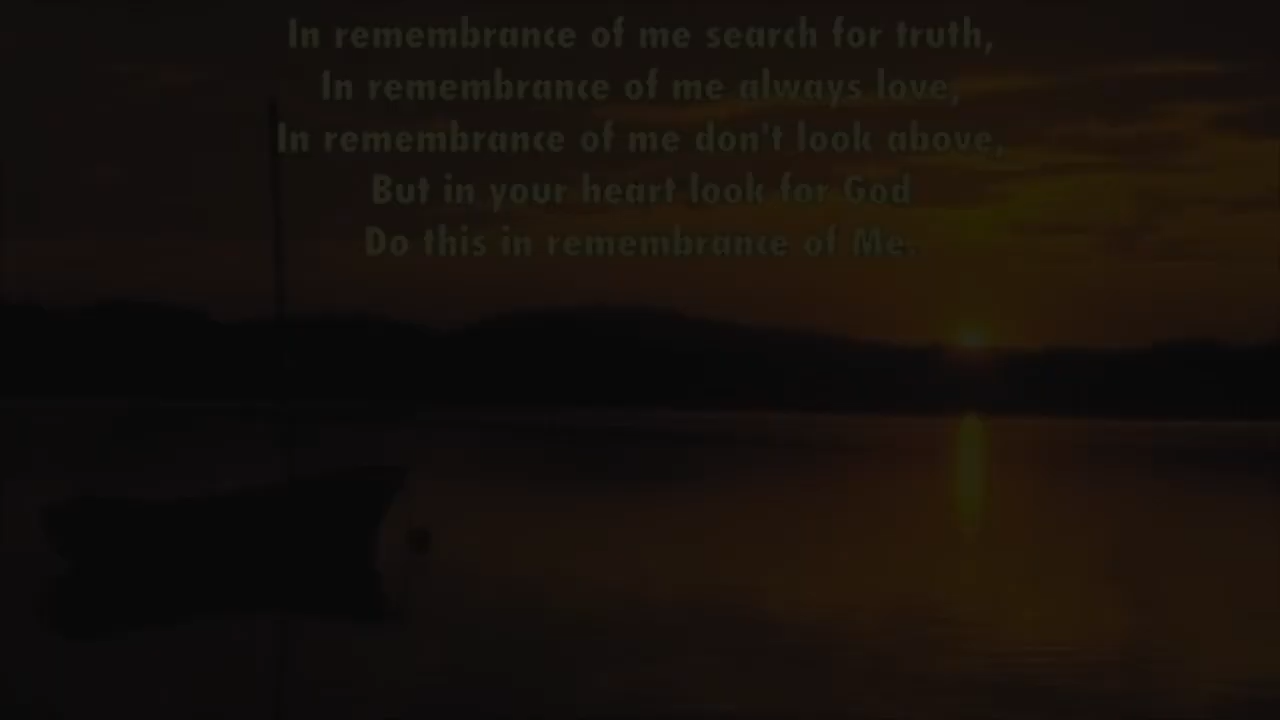 In remembrance of me search for truth,
In remembrance of me always love,
In remembrance of me don't look above,
But in your heart look for God
Do this in remembrance of Me.